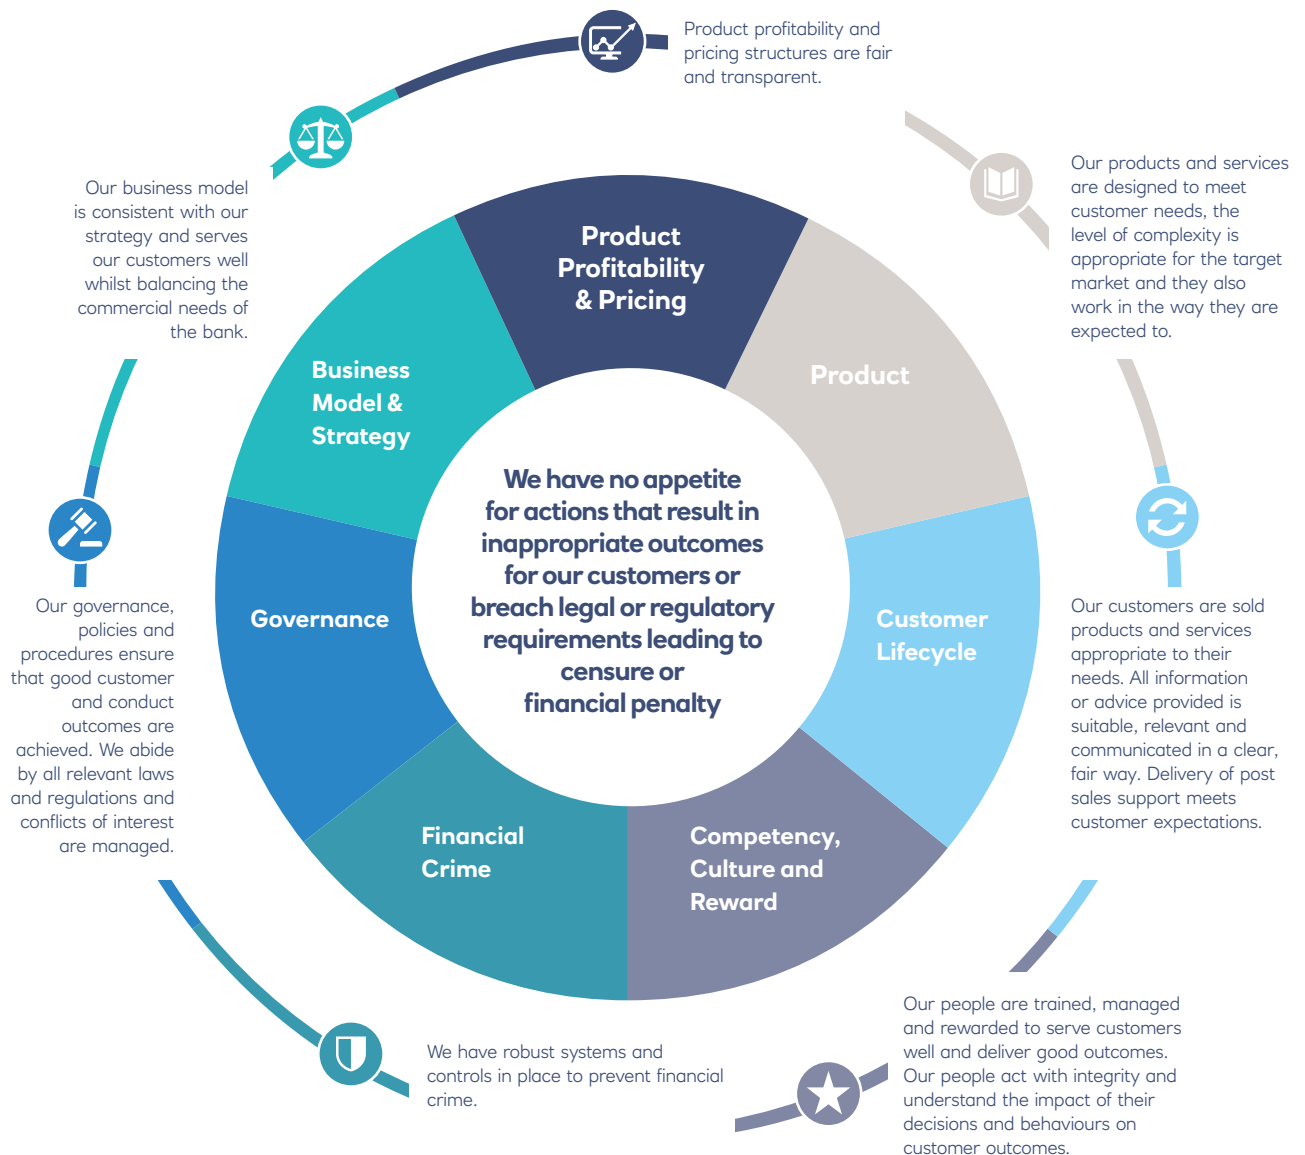 Product profitability and
pricing structures are fair
and transparent.
Our products and services
are designed to meet
customer needs, the
level of complexity is
appropriate for the target
market and they also
work in the way they are
expected to.
Our business model
is consistent with our
strategy and serves
our customers well
whilst balancing the
commercial needs of
the bank.
Product
Profitability
& Pricing
Business
Model &
Strategy
Product
We have no appetite
for actions that result in
inappropriate outcomes
for our customers or
breach legal or regulatory
requirements leading to
censure or
financial penalty
Governance
Customer
Lifecycle
Our governance,
policies and
procedures ensure
that good customer
and conduct
outcomes are
achieved. We abide
by all relevant laws
and regulations and
conflicts of interest
are managed.
Our customers are sold
products and services
appropriate to their
needs. All information
or advice provided is
suitable, relevant and
communicated in a clear,
fair way. Delivery of post
sales support meets
customer expectations.
Financial
Crime
Competency,
Culture and
Reward
We have robust systems and
controls in place to prevent financial
crime.
Our people are trained, managed
and rewarded to serve customers
well and deliver good outcomes.
Our people act with integrity and
understand the impact of their
decisions and behaviours on
customer outcomes.